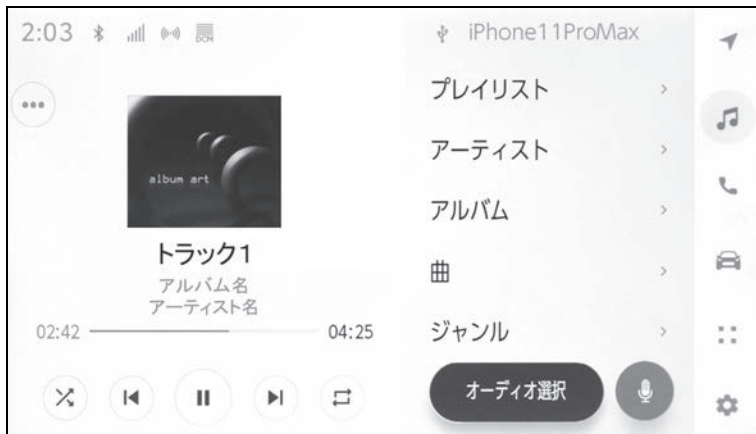 2:03
DCM
album art
トラック1
アルバム名
アーティスト名
02:42
04:25
iPhone11ProMax
プレイリスト
アーティスト
アルバム
曲
ジャンル
オーディオ選択